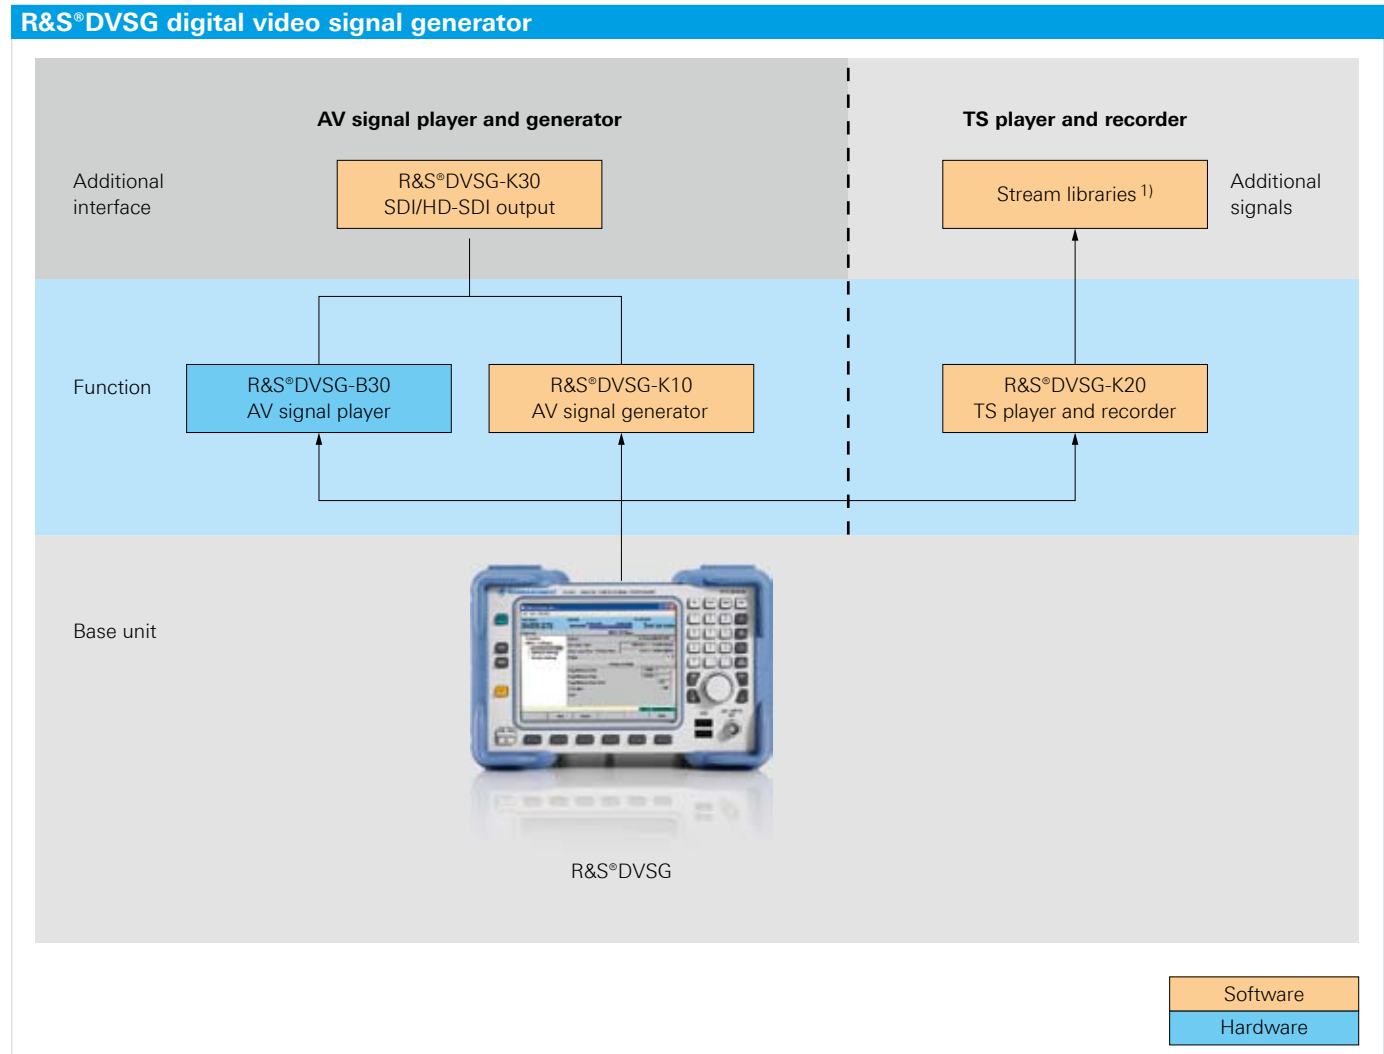 R&S®DVSG digital video signal generator
AV signal player and generator
TS player and recorder
Additional
interface
R&S®DVSG-K30
SDI/HD-SDI output
Stream libraries 1)
Additional
signals
Function
R&S®DVSG-B30
AV signal player
R&S®DVSG-K10
AV signal generator
R&S®DVSG-K20
TS player and recorder
Base unit
R&S®DVSG
Software
Hardware